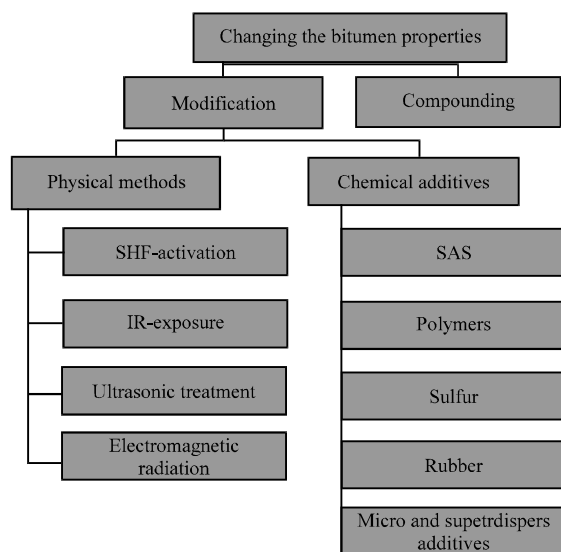 Changing the bitumen properties
Modification
Compounding
Physical methods
Chemical additives
SHF-activation
SAS
IR-exposure
Polymers
Ultrasonic treatment
Sulfur
Electromagnetic
radiation
Rubber
Micro and supetrdispers
additives